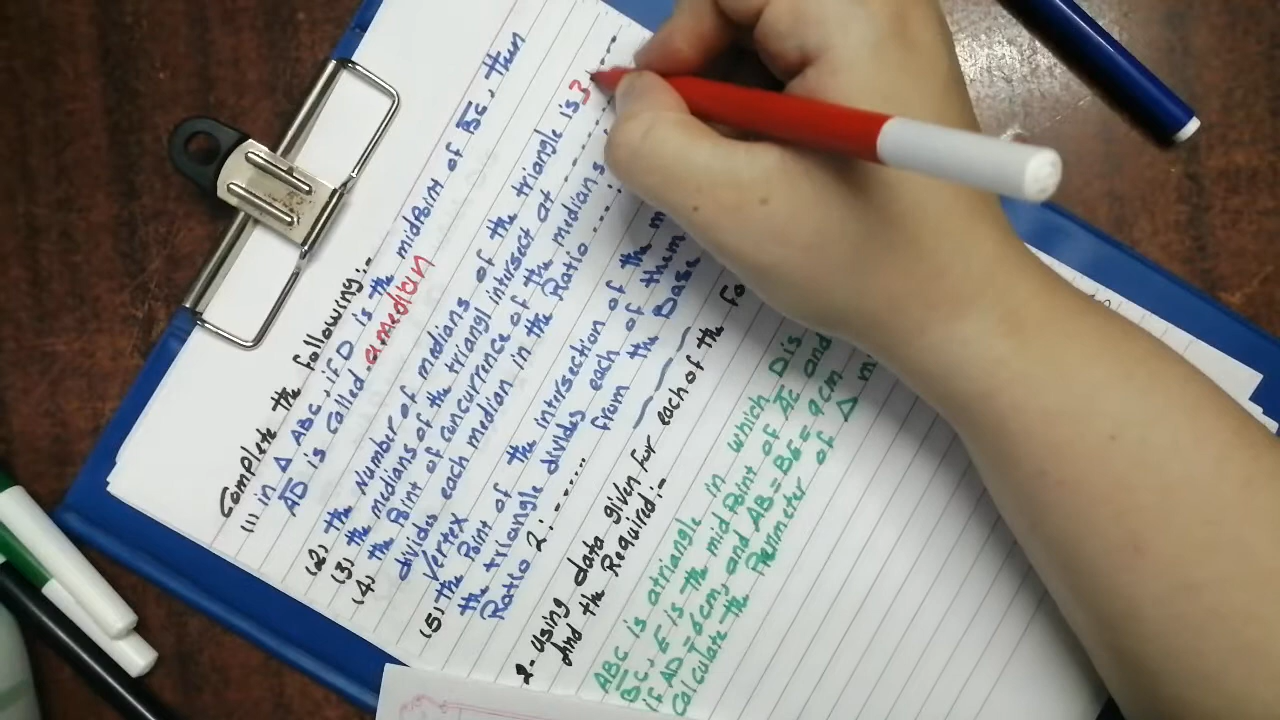 Complete the following:-
(1) in Δ ABC, if D is the midPoint of BC, then
AD is called a median
(2) the Number of medians of the triangle is 3
(3) the medians of the triangl intirsect at .....
(4) the Point of concurrence of the medians
divides each median in the Ratio ...:...
Vertex
(5) the Point of the intersection of the m
the triangle divides each of them
Ratio 2:...... from the Base
2- Using data given for each of the fo
And the Required:-
ABC is atriangle in which D is
BC, E is the mid Point of AC and
if AD = 6cm, and AB = BG = 9cm
Calculate the Perimeter of Δ m